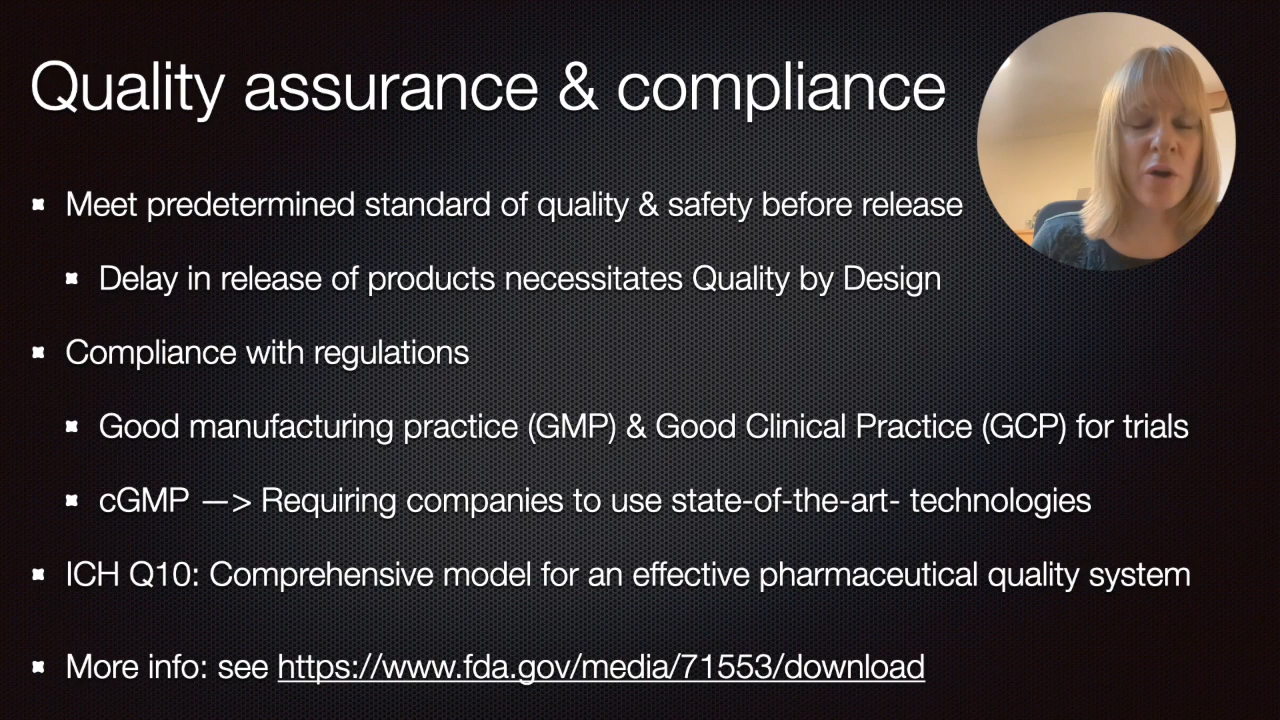 Quality assurance & compliance
Meet predetermined standard of quality & safety before release
Delay in release of products necessitates Quality by Design
Compliance with regulations
Good manufacturing practice (GMP) & Good Clinical Practice (GCP) for trials
cGMP —> Requiring companies to use state-of-the-art- technologies
ICH Q10: Comprehensive model for an effective pharmaceutical quality system
More info: see https://www.fda.gov/media/71553/download